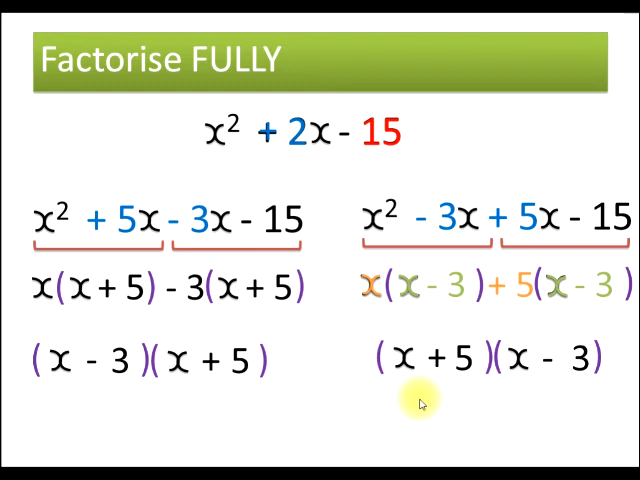 Factorise FULLY
x² + 2x - 15
x² + 5x - 3x - 15
x(x + 5) - 3(x + 5)
(x - 3)(x + 5)
x² - 3x + 5x - 15
x(x - 3) + 5(x - 3)
(x + 5)(x - 3)